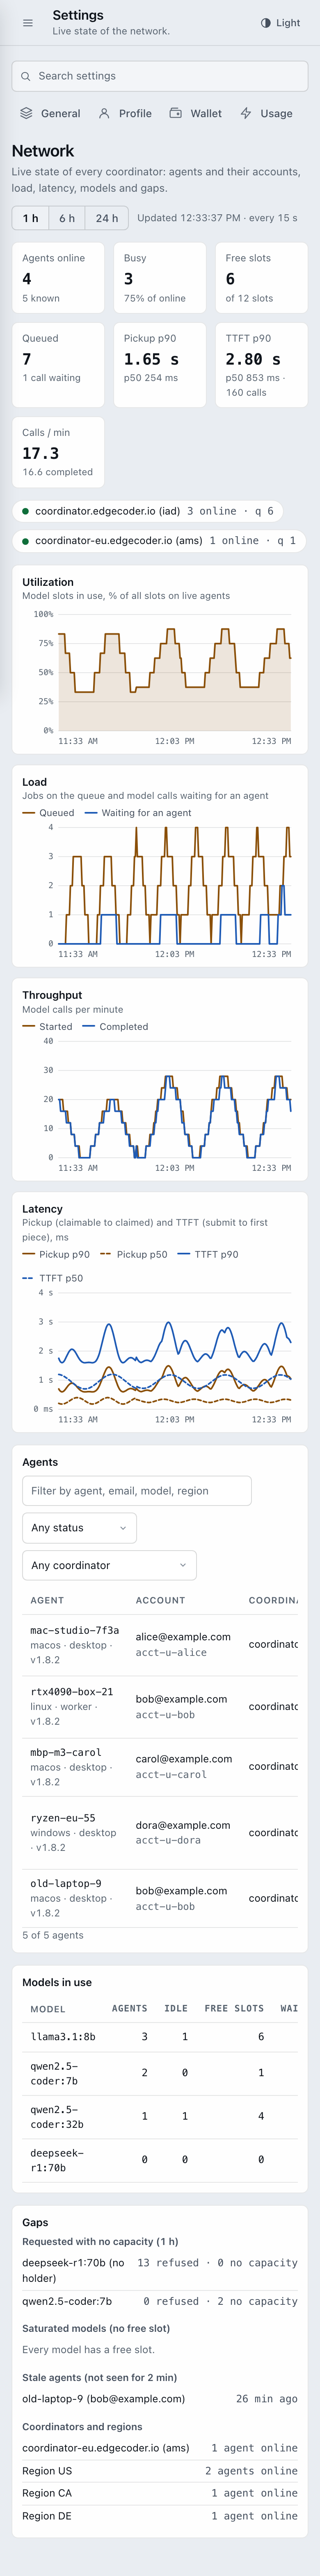 Settings
Live state of the network.
Light
Search settings
General
Profile
Wallet
Usage
Network
Live state of every coordinator: agents and their accounts,
load, latency, models and gaps.
1 h
6 h
24 h
Updated 12:33:37 PM · every 15 s
Agents online
4
5 known
Busy
3
75% of online
Free slots
6
of 12 slots
Queued
7
1 call waiting
Pickup p90
1.65 s
p50 254 ms
TTFT p90
2.80 s
p50 853 ms ·
160 calls
Calls / min
17.3
16.6 completed
coordinator.edgecoder.io (iad) 3 online · q 6
coordinator-eu.edgecoder.io (ams) 1 online · q 1
Utilization
Model slots in use, % of all slots on live agents
100%
75%
50%
25%
0%
11:33 AM
12:03 PM
12:33 PM
Load
Jobs on the queue and model calls waiting for an agent
Queued
Waiting for an agent
4
3
2
1
0
11:33 AM
12:03 PM
12:33 PM
Throughput
Model calls per minute
Started
Completed
40
30
20
10
0
11:33 AM
12:03 PM
12:33 PM
Latency
Pickup (claimable to claimed) and TTFT (submit to first
piece), ms
Pickup p90
Pickup p50
TTFT p90
TTFT p50
4 s
3 s
2 s
1 s
0 ms
11:33 AM
12:03 PM
12:33 PM
Agents
Filter by agent, email, model, region
Any status
Any coordinator
AGENT
ACCOUNT
COORDINA
mac-studio-7f3a
macos · desktop ·
v1.8.2
alice@example.com
acct-u-alice
coordinatc
rtx4090-box-21
linux · worker ·
v1.8.2
bob@example.com
acct-u-bob
coordinatc
mbp-m3-carol
macos · desktop ·
v1.8.2
carol@example.com
acct-u-carol
coordinatc
ryzen-eu-55
windows · desktop
· v1.8.2
dora@example.com
acct-u-dora
coordinatc
old-laptop-9
macos · desktop ·
v1.8.2
bob@example.com
acct-u-bob
coordinatc
5 of 5 agents
Models in use
MODEL
AGENTS
IDLE
FREE SLOTS
WAI
llama3.1:8b
3
1
6
qwen2.5-
coder:7b
2
0
1
qwen2.5-
coder:32b
1
1
4
deepseek-
r1:70b
0
0
0
Gaps
Requested with no capacity (1 h)
deepseek-r1:70b (no
holder)
13 refused · 0 no capacity
qwen2.5-coder:7b
0 refused · 2 no capacity
Saturated models (no free slot)
Every model has a free slot.
Stale agents (not seen for 2 min)
old-laptop-9 (bob@example.com)
26 min ago
Coordinators and regions
coordinator-eu.edgecoder.io (ams)
1 agent online
Region US
2 agents online
Region CA
1 agent online
Region DE
1 agent online